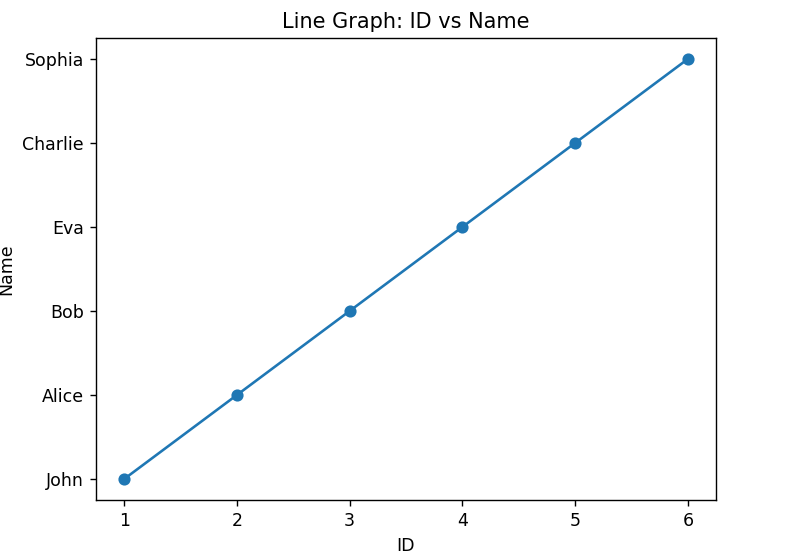 Line Graph: ID vs Name
Sophia
Charlie
Eva
Bob
Alice
John
Name
1 2 3 4 5 6
ID